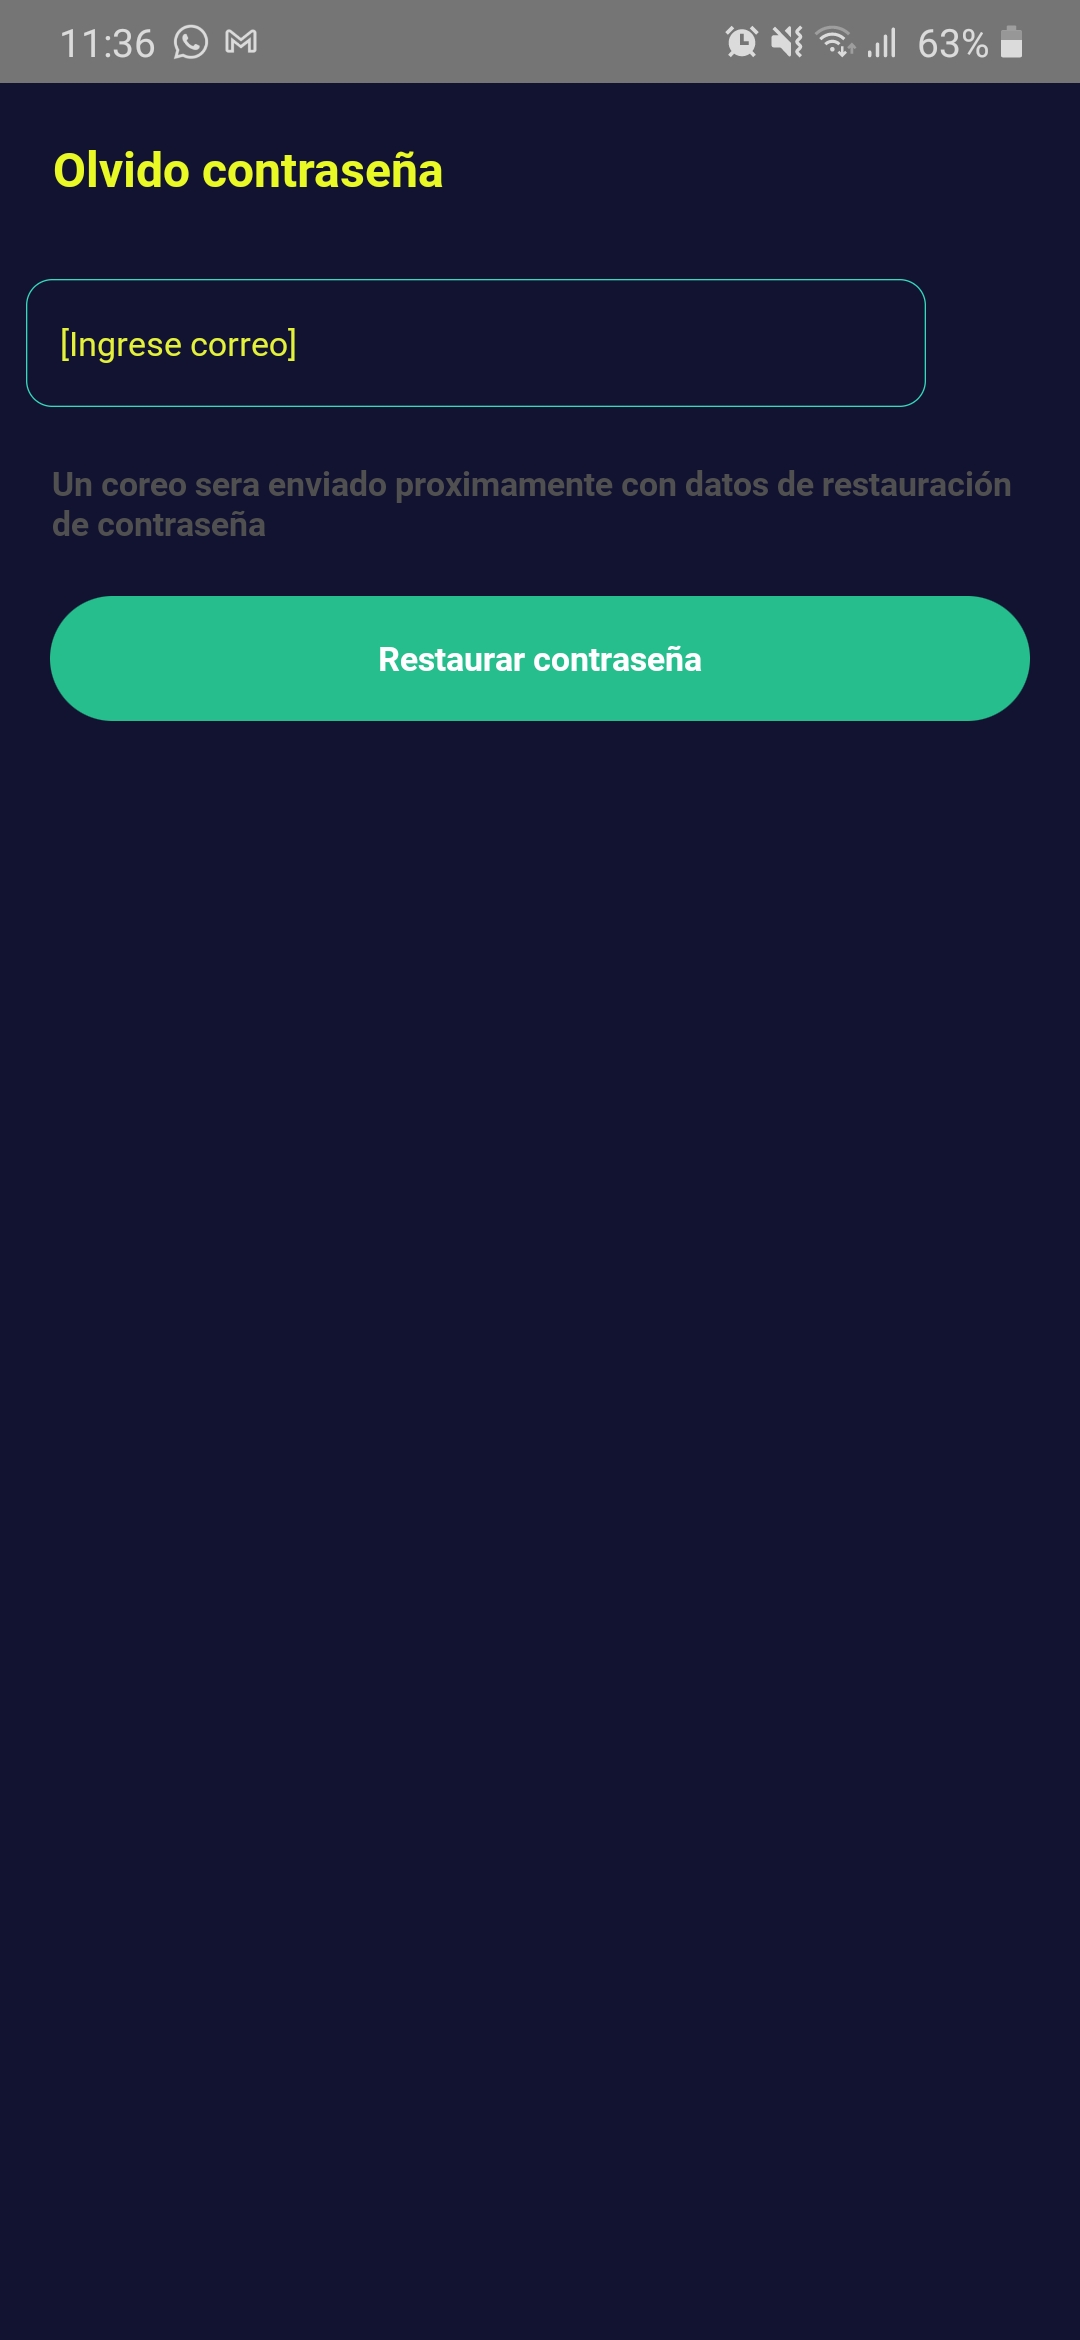 11:36 63%
Olvido contraseña
[Ingrese correo]
Un coreo sera enviado proximamente con datos de restauración
de contraseña
Restaurar contraseña